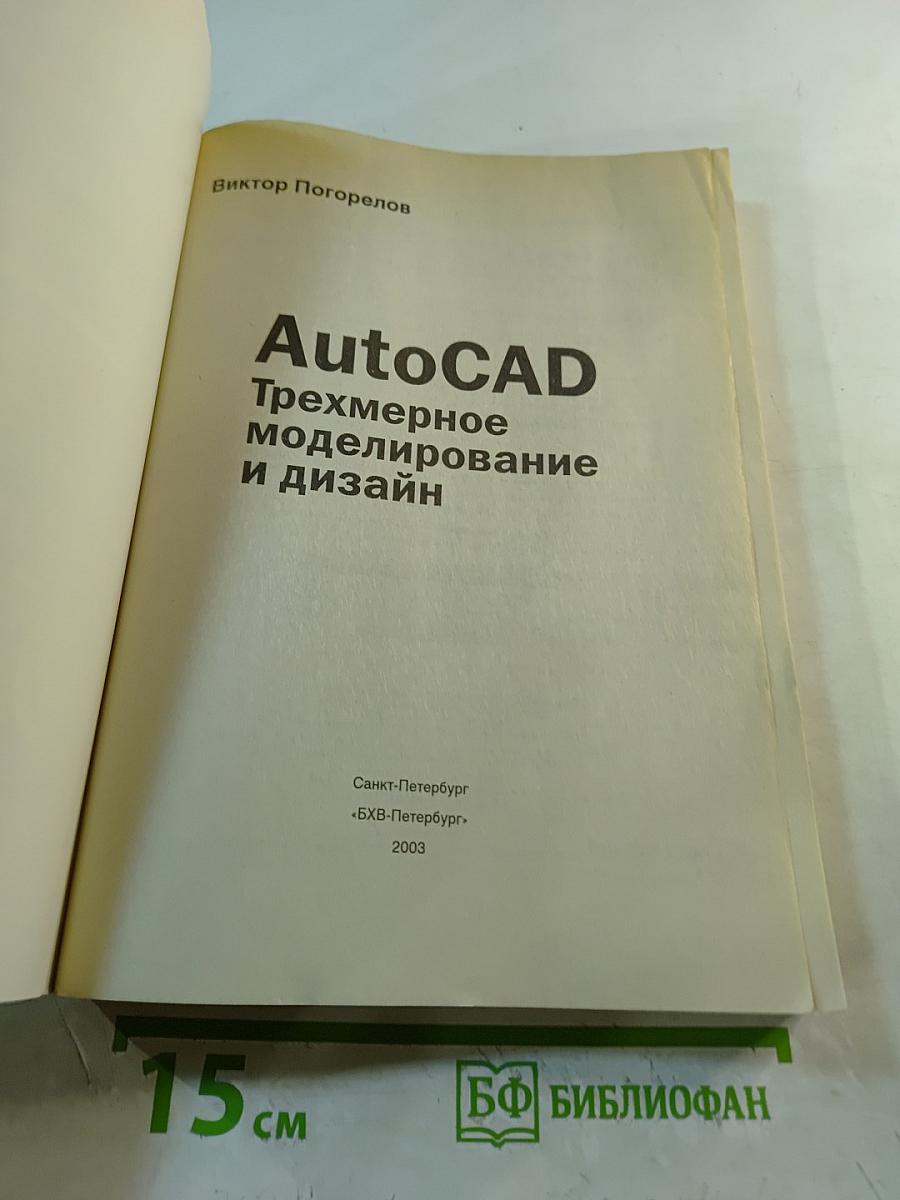 Виктор Погорелов
AutoCAD
Трехмерное
моделирование
и дизайн
Санкт-Петербург
«БХВ-Петербург»
2003
15 см
БФ БИБЛИОФАН